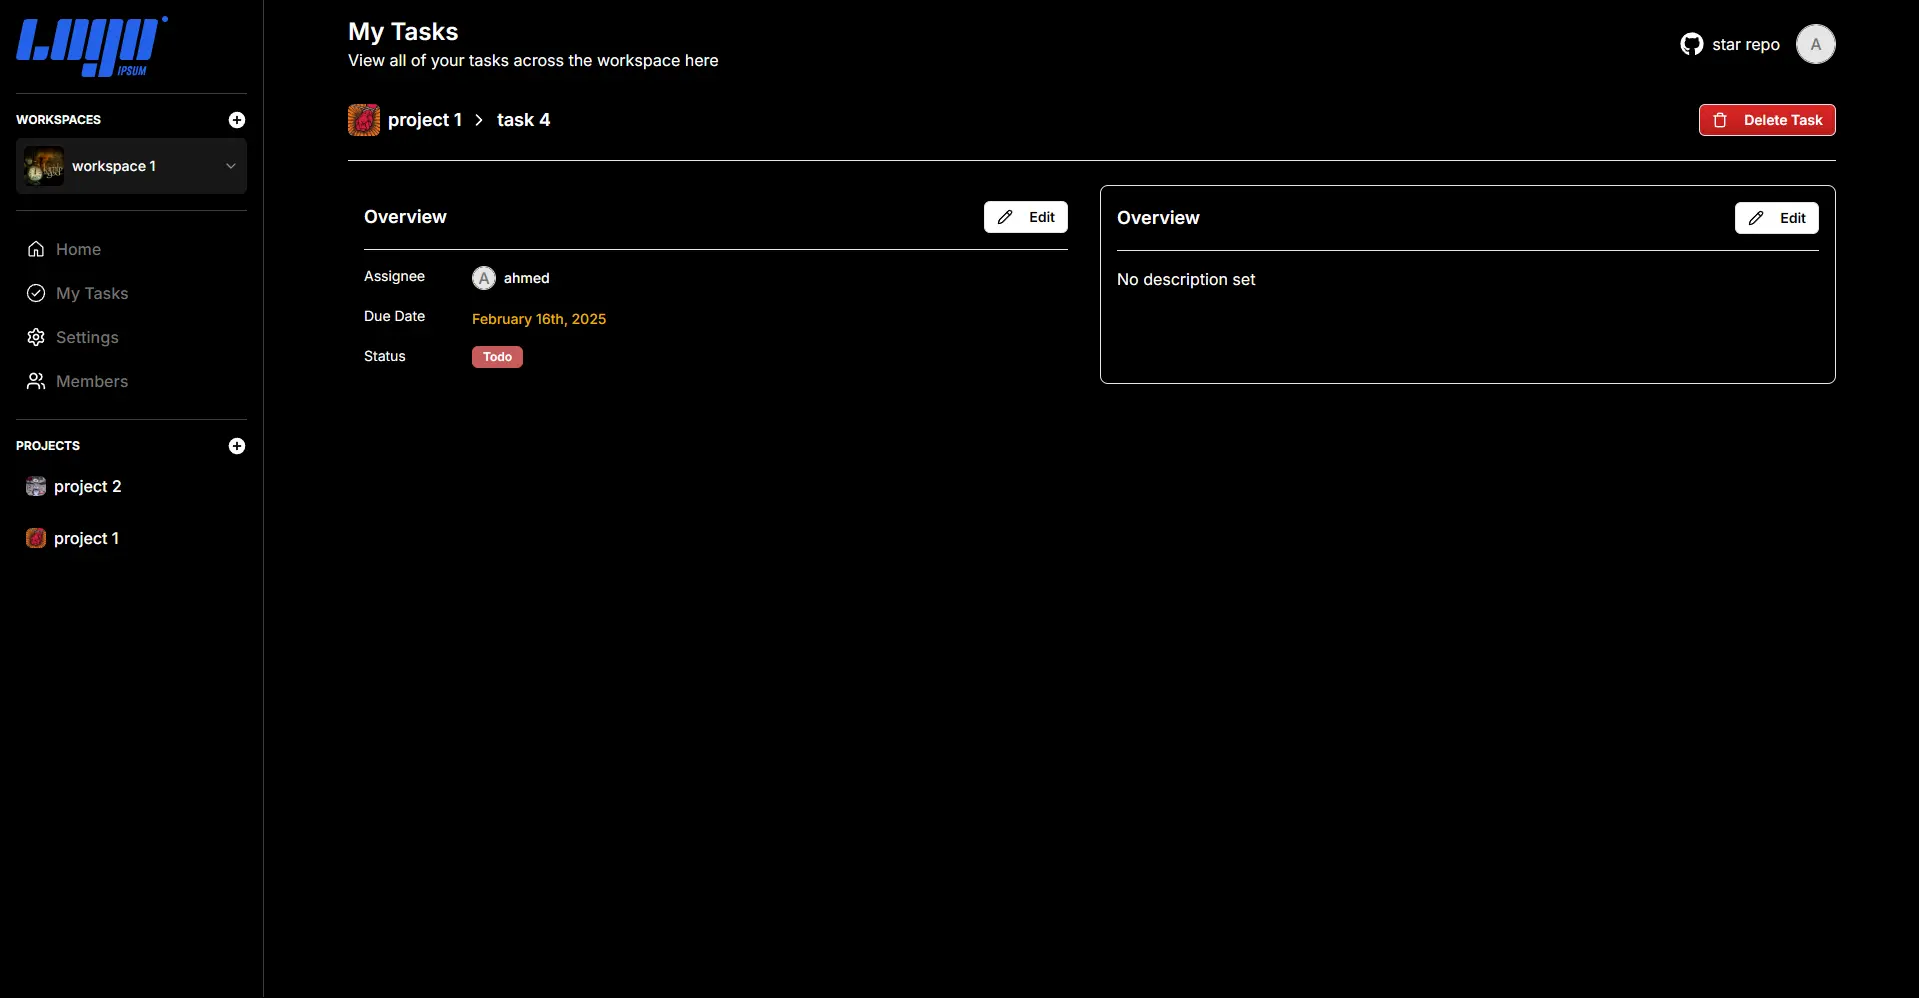 LOGO
IPSUM
WORKSPACES
workspace 1
Home
My Tasks
Settings
Members
PROJECTS
project 2
project 1
My Tasks
View all of your tasks across the workspace here
star repo
A
project 1 > task 4
Delete Task
Overview
Edit
Assignee
A ahmed
Due Date
February 16th, 2025
Status
Todo
Overview
Edit
No description set